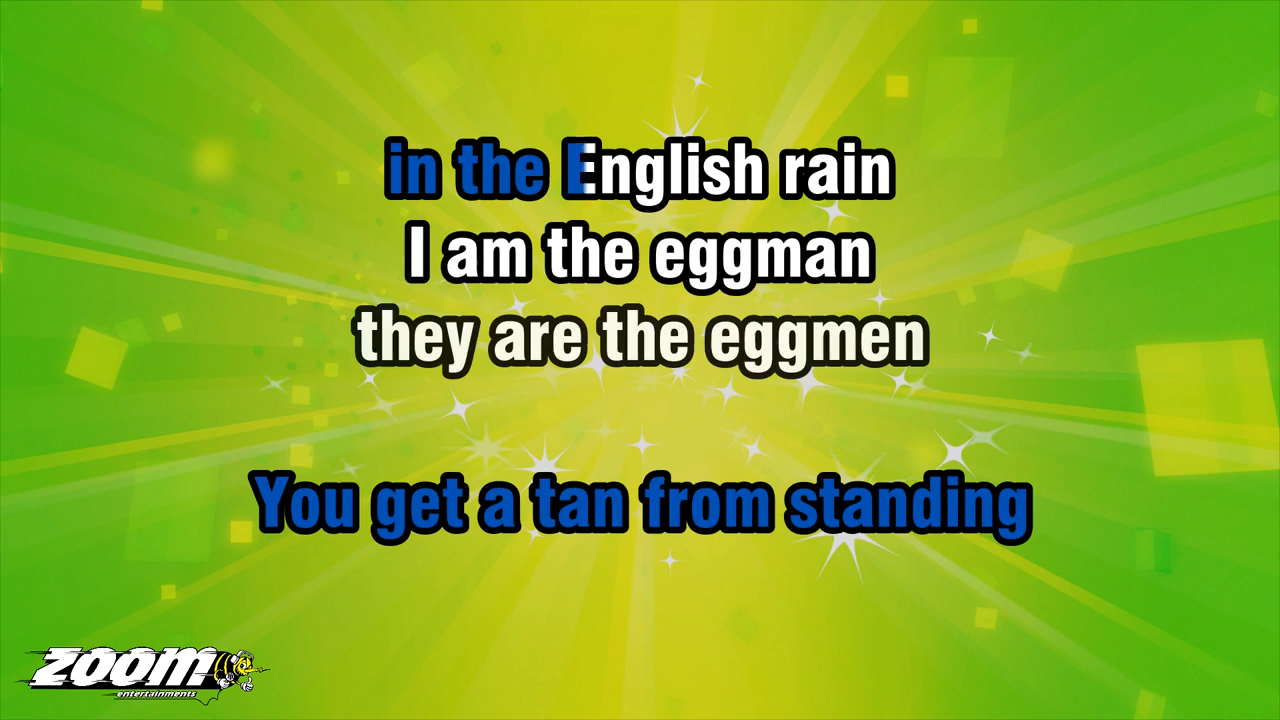 in the English rain
I am the eggman
they are the eggmen
You get a tan from standing
zoom
entertainments